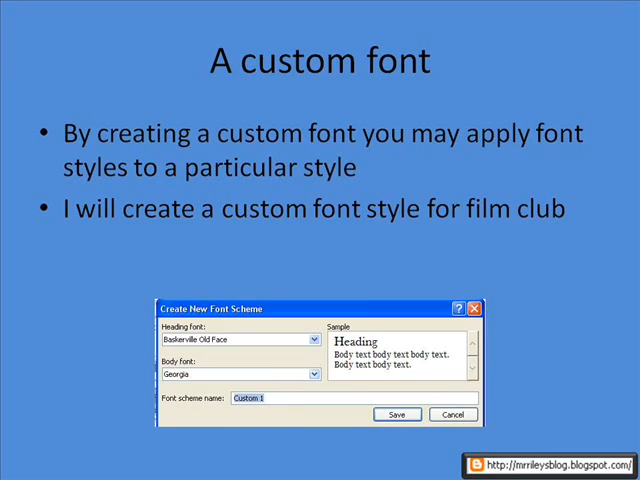 A custom font
• By creating a custom font you may apply font
styles to a particular style
• I will create a custom font style for film club
Create New Font Scheme
Heading font:
Baskerville Old Face
Body font:
Georgia
Sample
Heading
Body text body text body text.
Body text body text.
Font scheme name: Custom 1
Save Cancel
http://mrrileysblog.blogspot.com/